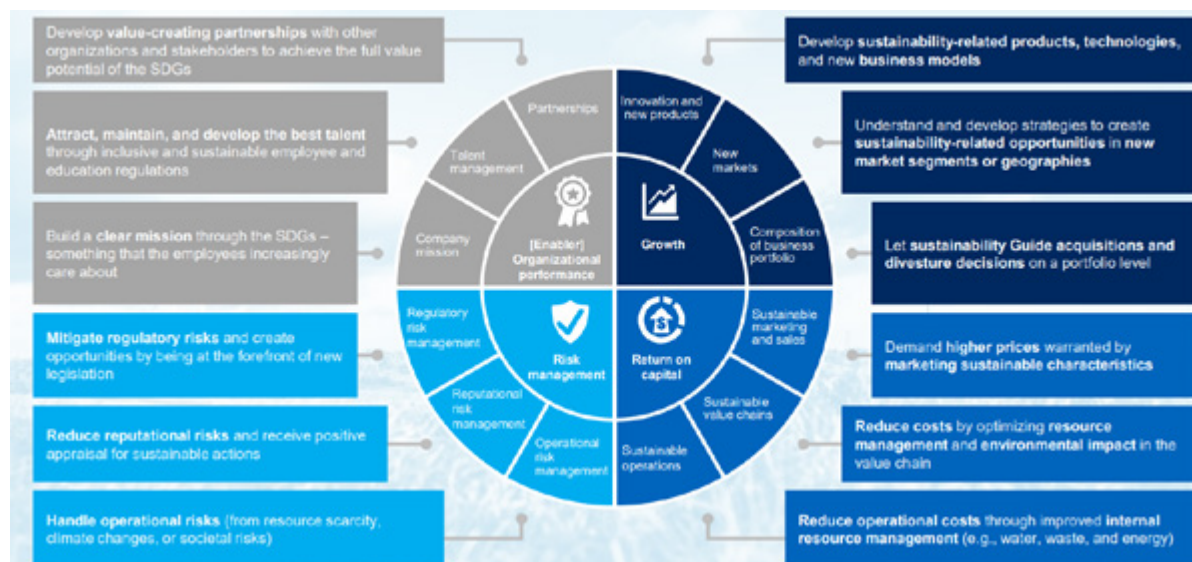 Develop value-creating partnerships with other
organizations and stakeholders to achieve the full value
potential of the SDGs
Attract, maintain, and develop the best talent
through inclusive and sustainable employee and
education regulations
Build a clear mission through the SDGs –
something that the employees increasingly
care about
Mitigate regulatory risks and create
opportunities by being at the forefront of new
legislation
Reduce reputational risks and receive positive
appraisal for sustainable actions
Handle operational risks (from resource scarcity,
climate changes, or societal risks)
Partnerships
Talent
management
Company
mission
[Enabler]
Organizational
performance
Innovation and
new products
New
markets
Composition
of business
portfolio
Growth
Regulatory
risk
management
Reputational
risk
management
Operational
risk
management
Risk
management
Sustainable
marketing
and sales
Sustainable
value chains
Sustainable
operations
$
Return on
capital
Develop sustainability-related products, technologies,
and new business models
Understand and develop strategies to create
sustainability-related opportunities in new
market segments or geographies
Let sustainability Guide acquisitions and
divesture decisions on a portfolio level
Demand higher prices warranted by
marketing sustainable characteristics
Reduce costs by optimizing resource
management and environmental impact in the
value chain
Reduce operational costs through improved internal
resource management (e.g., water, waste, and energy)